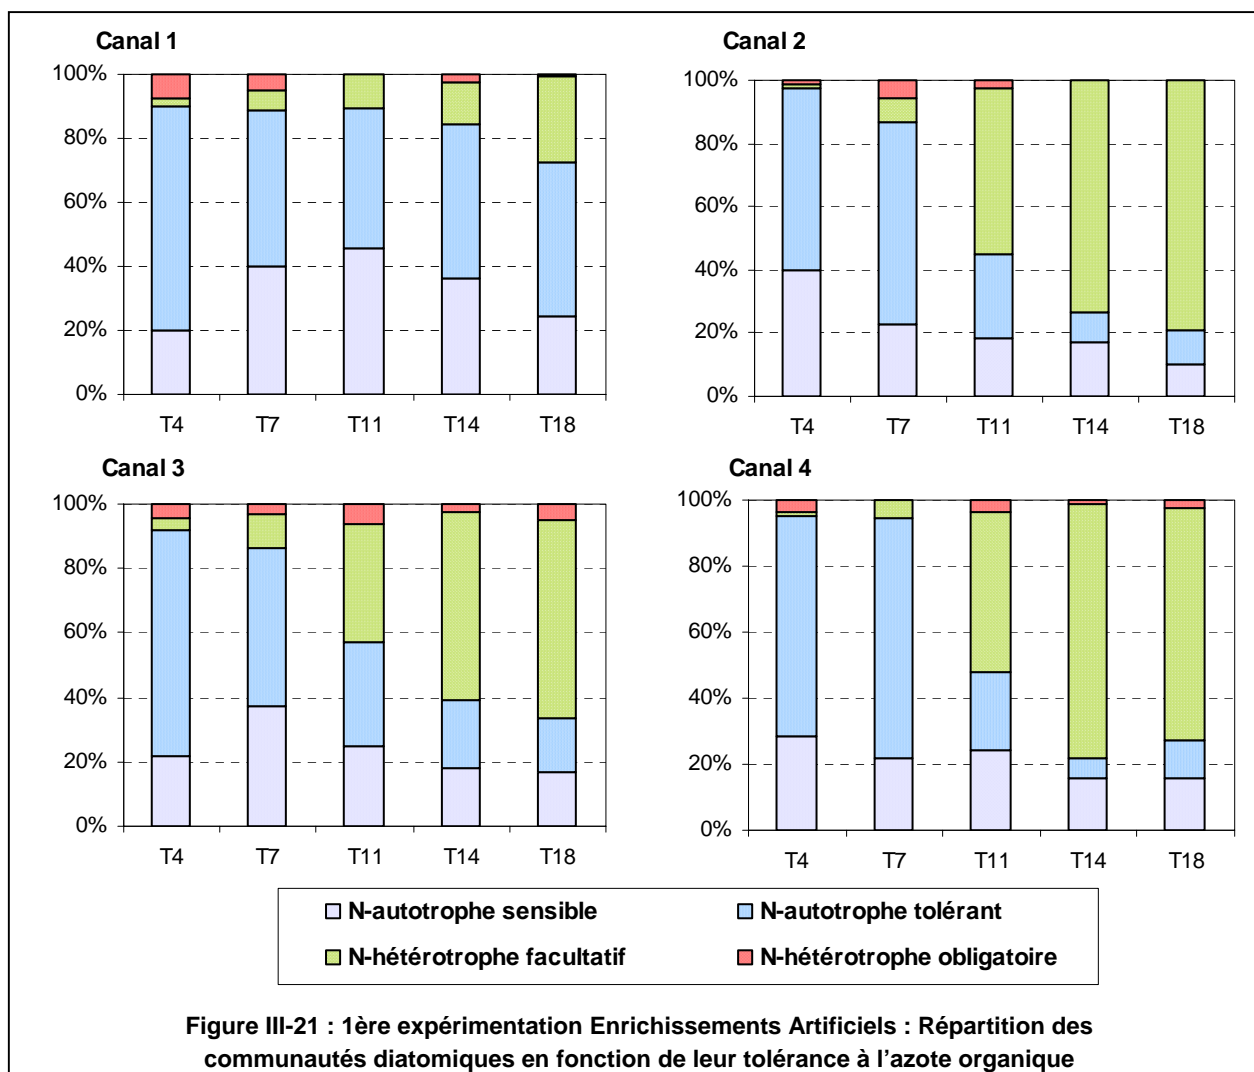 Canal 1
100%
80%
60%
40%
20%
0%
T4 T7 T11 T14 T18
Canal 2
100%
80%
60%
40%
20%
0%
T4 T7 T11 T14 T18
Canal 3
100%
80%
60%
40%
20%
0%
T4 T7 T11 T14 T18
Canal 4
100%
80%
60%
40%
20%
0%
T4 T7 T11 T14 T18
N-autotrophe sensible N-autotrophe tolérant
N-hétérotrophe facultatif N-hétérotrophe obligatoire
Figure III-21 : 1ère expérimentation Enrichissements Artificiels : Répartition des
communautés diatomiques en fonction de leur tolérance à l’azote organique